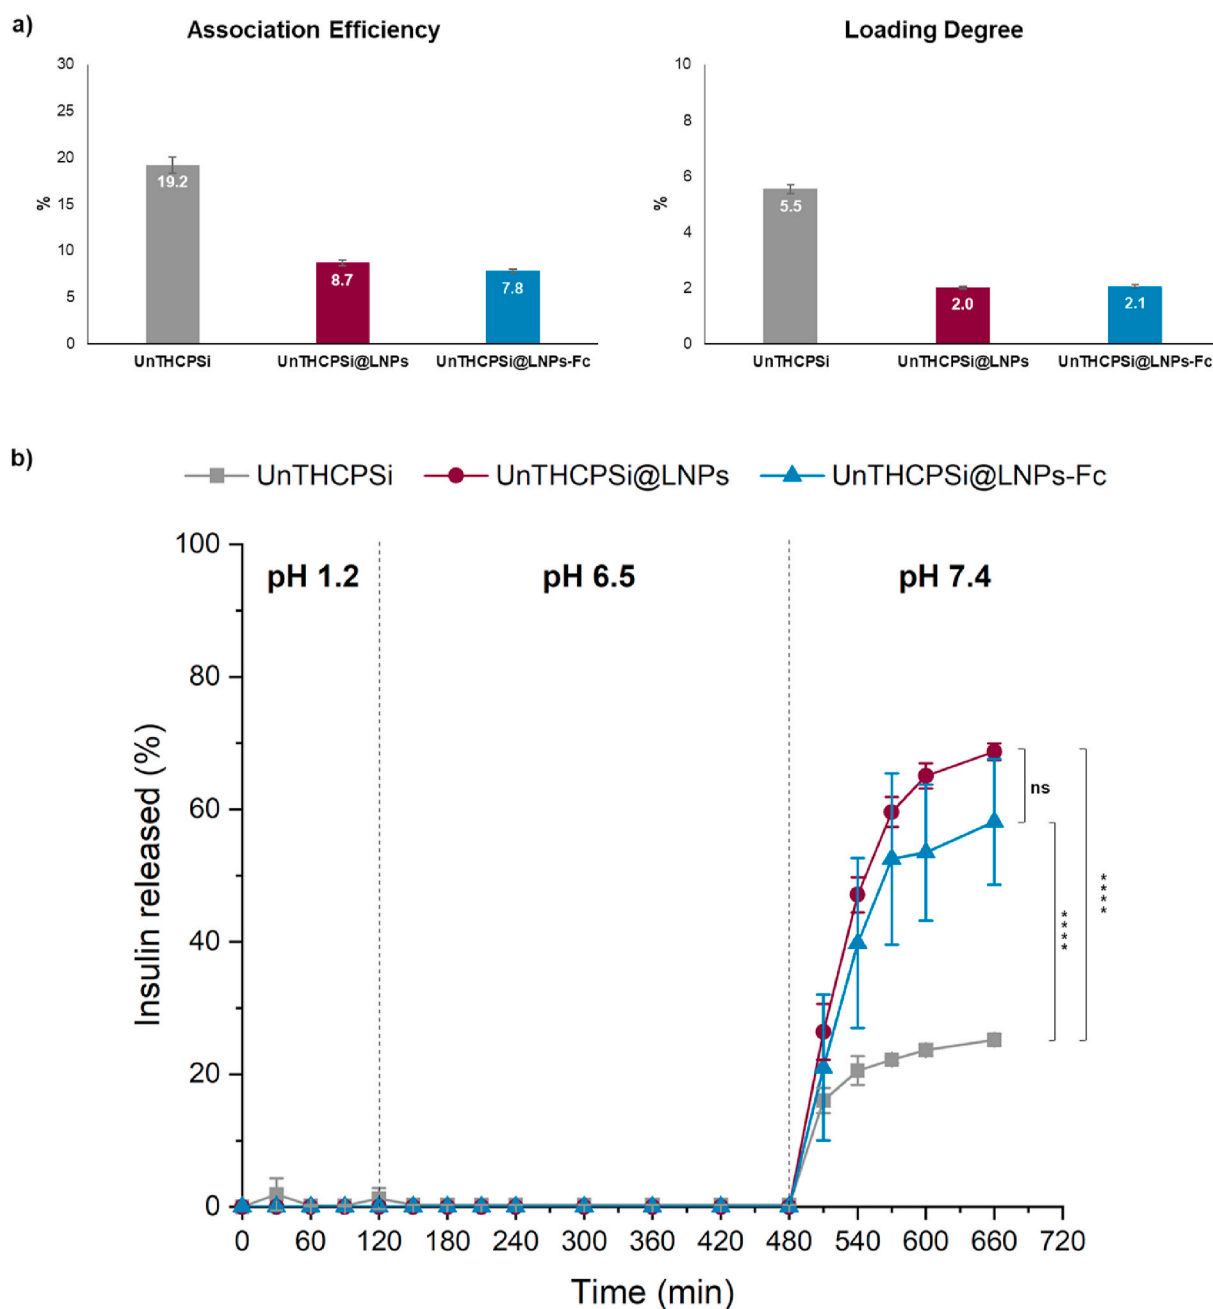 a)
Association Efficiency
30
25
20
15
10
5
0
%
19.2
8.7
7.8
UnTHCPSi
UnTHCPSi@LNPs
UnTHCPSi@LNPs-Fc
Loading Degree
10
8
6
4
2
0
%
5.5
2.0
2.1
UnTHCPSi
UnTHCPSi@LNPs
UnTHCPSi@LNPs-Fc
b)
UnTHCPSi UnTHCPSi@LNPs UnTHCPSi@LNPs-Fc
pH 1.2 pH 6.5 pH 7.4
Insulin released (%)
100
80
60
40
20
0
ns
****
****
0 60 120 180 240 300 360 420 480 540 600 660 720
Time (min)